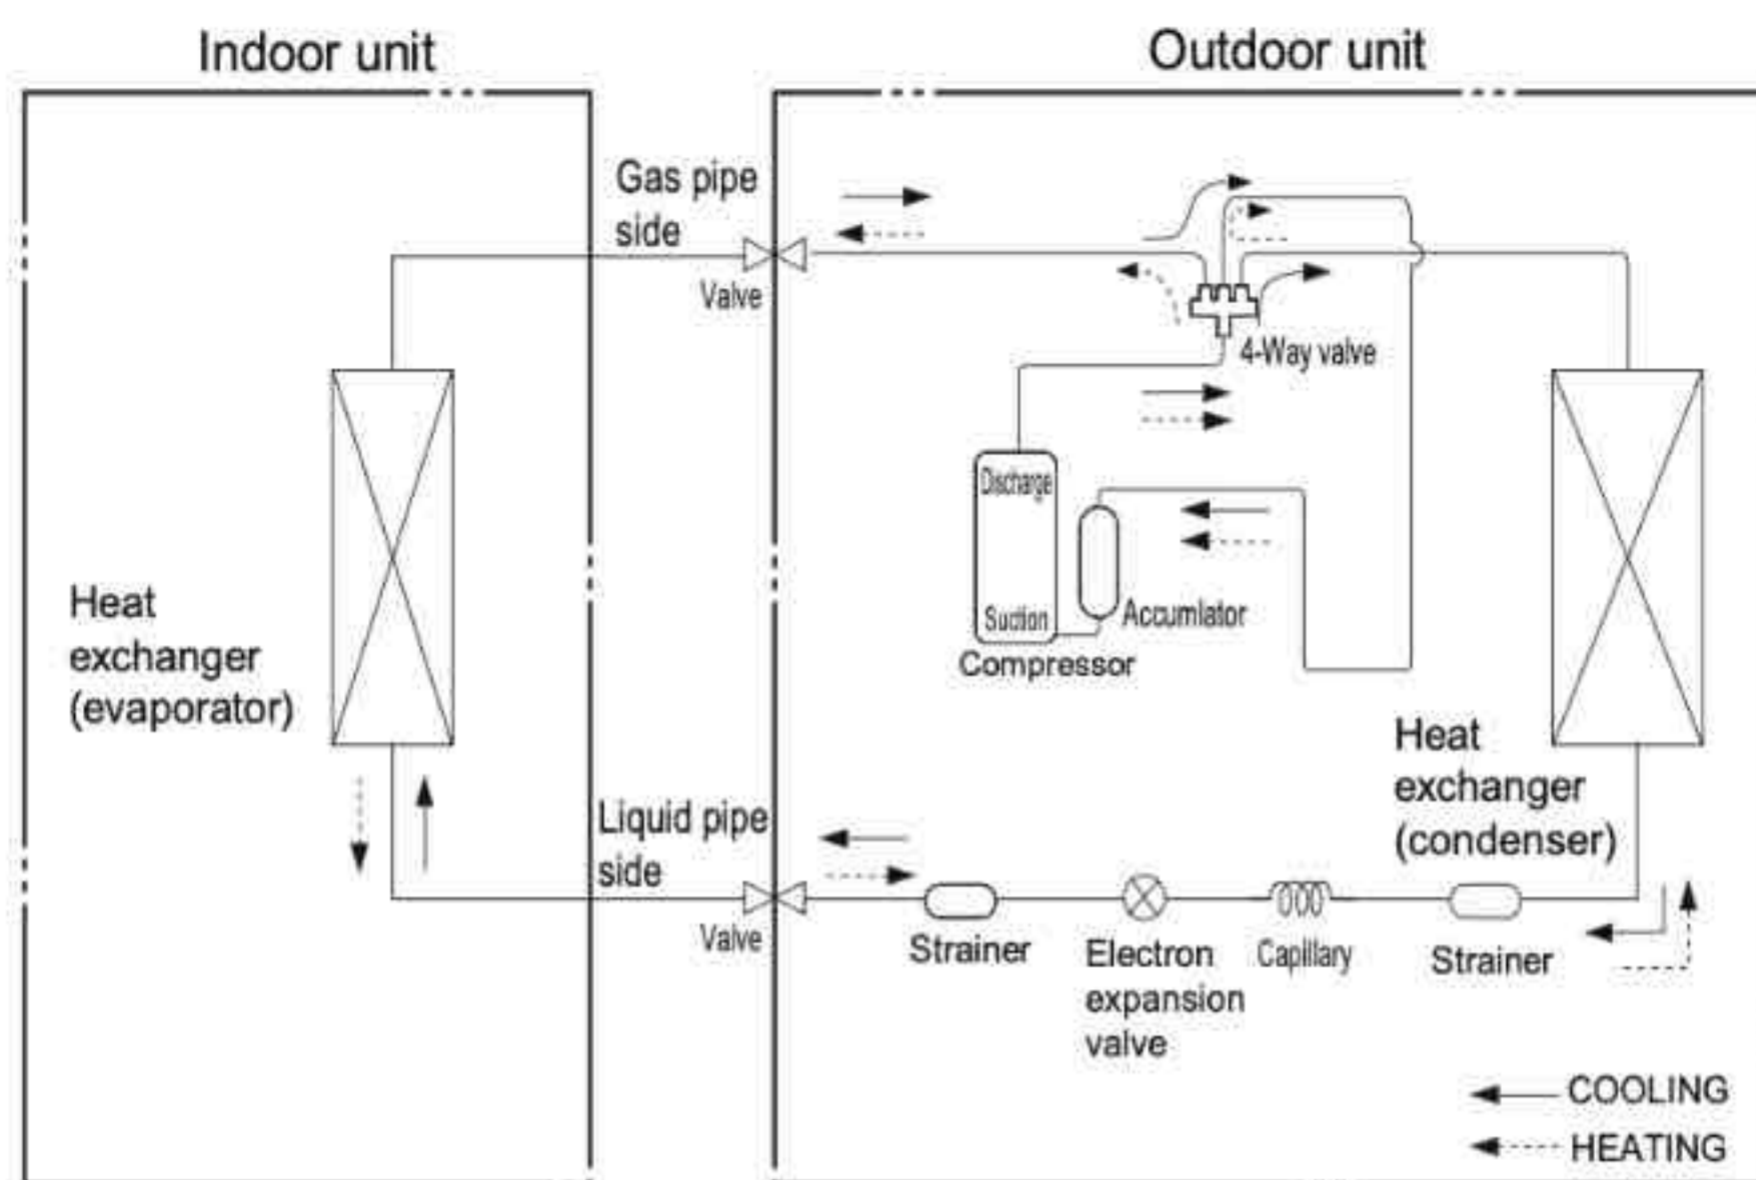 Indoor unit
Outdoor unit
Gas pipe
side
Valve
4-Way valve
Discharge
Suction
Accumlator
Compressor
Heat
exchanger
(evaporator)
Heat
exchanger
(condenser)
Liquid pipe
side
Valve
Strainer
Electron
expansion
valve
Capillary
Strainer
COOLING
HEATING